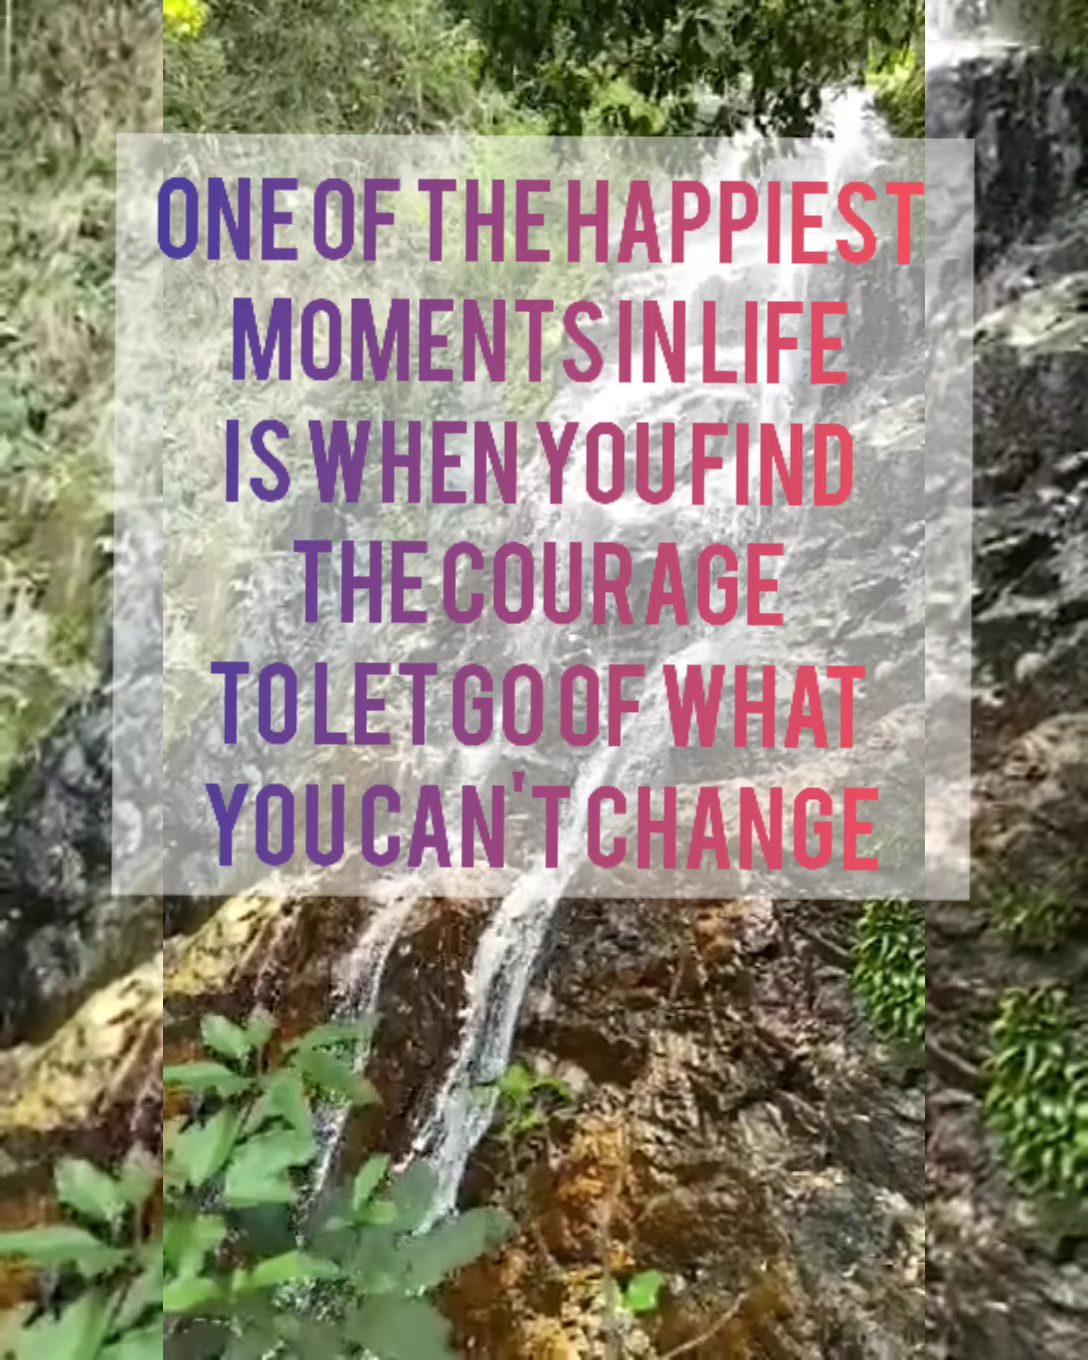 ONE OF THE HAPPIEST
MOMENTS IN LIFE
IS WHEN YOU FIND
THE COURAGE
TO LET GO OF WHAT
YOU CAN'T CHANGE